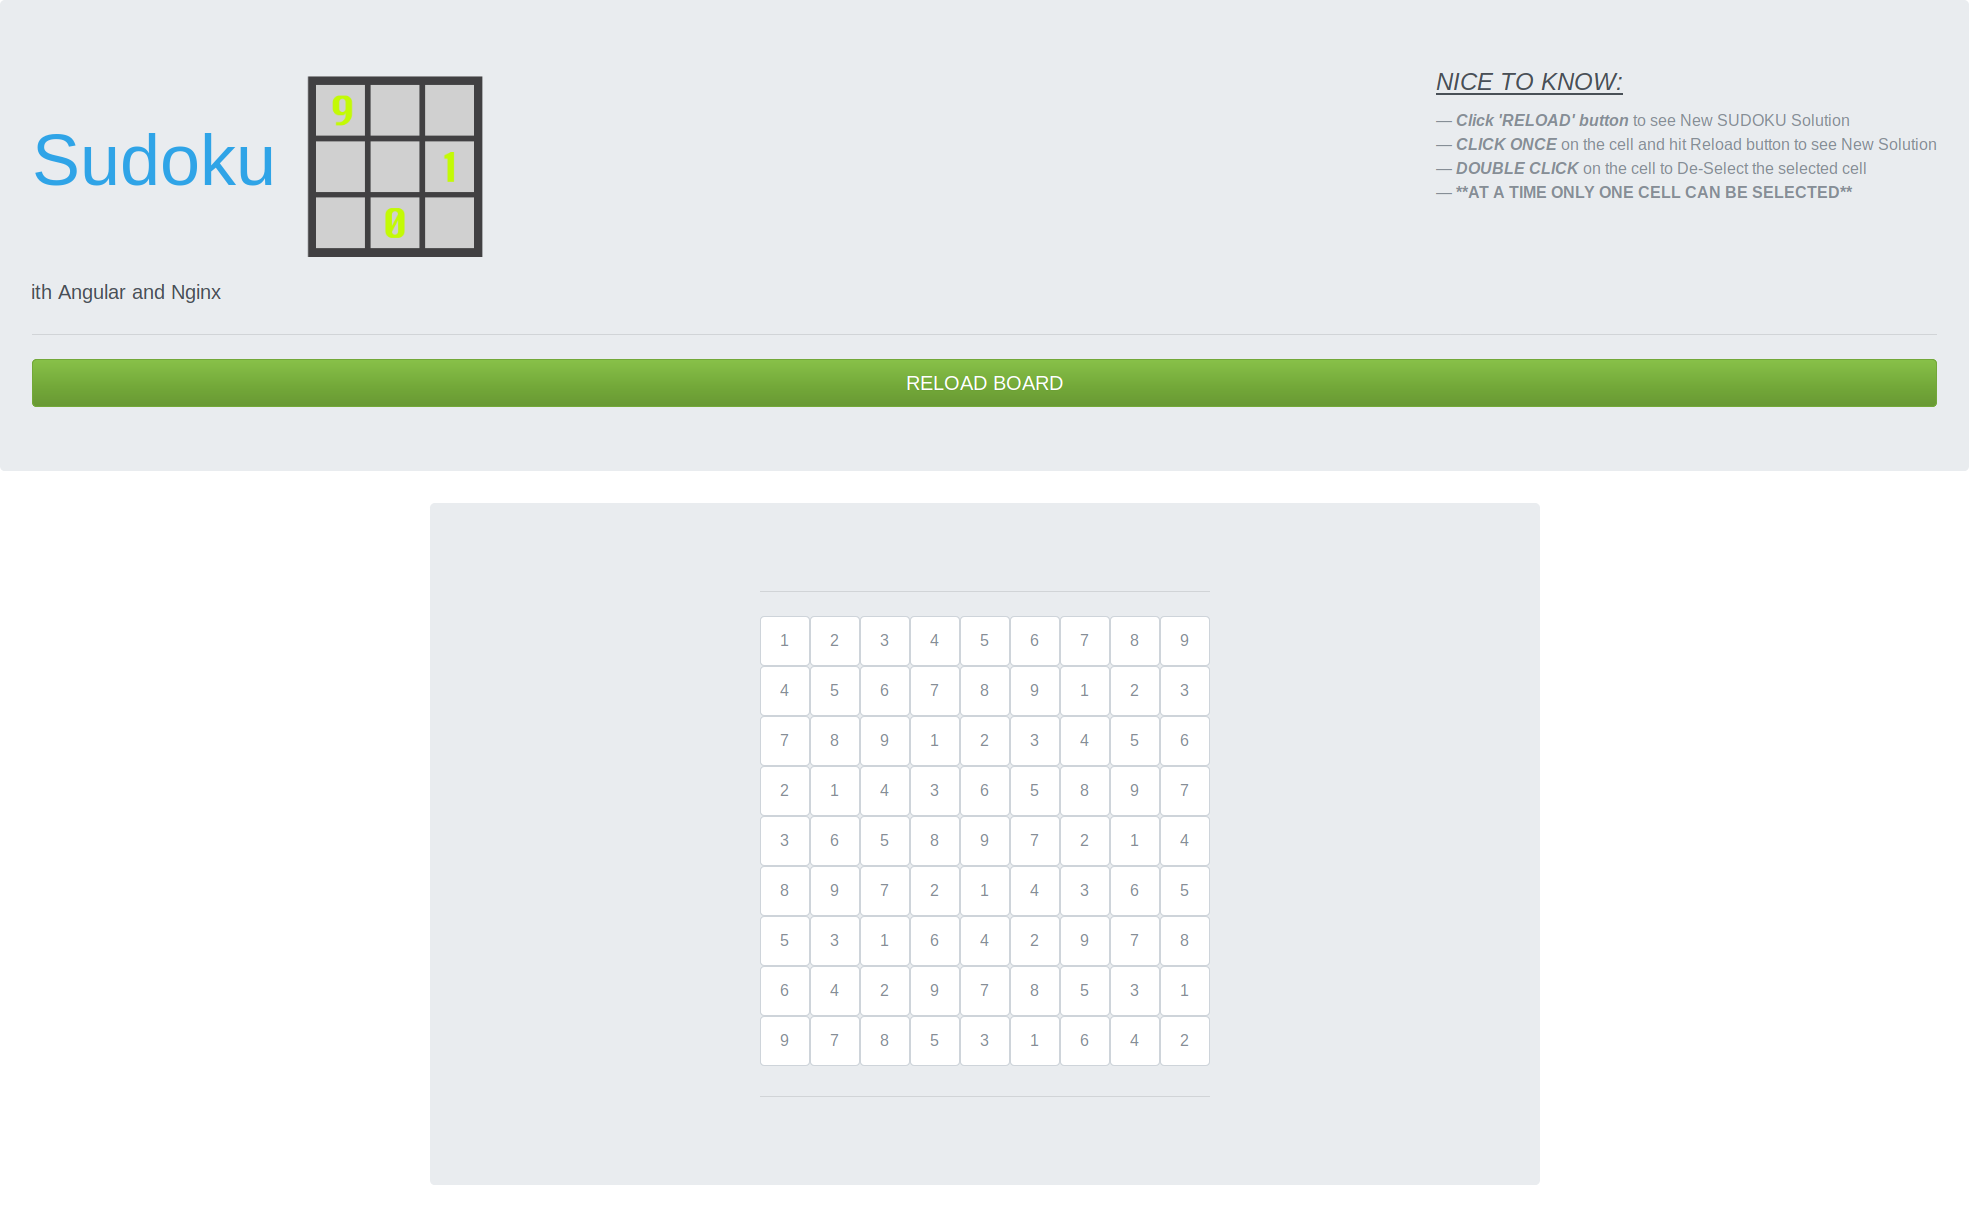 Sudoku
9
1
0
NICE TO KNOW:
— Click 'RELOAD' button to see New SUDOKU Solution
— CLICK ONCE on the cell and hit Reload button to see New Solution
— DOUBLE CLICK on the cell to De-Select the selected cell
— **AT A TIME ONLY ONE CELL CAN BE SELECTED**
ith Angular and Nginx
RELOAD BOARD
1 2 3 4 5 6 7 8 9
4 5 6 7 8 9 1 2 3
7 8 9 1 2 3 4 5 6
2 1 4 3 6 5 8 9 7
3 6 5 8 9 7 2 1 4
8 9 7 2 1 4 3 6 5
5 3 1 6 4 2 9 7 8
6 4 2 9 7 8 5 3 1
9 7 8 5 3 1 6 4 2